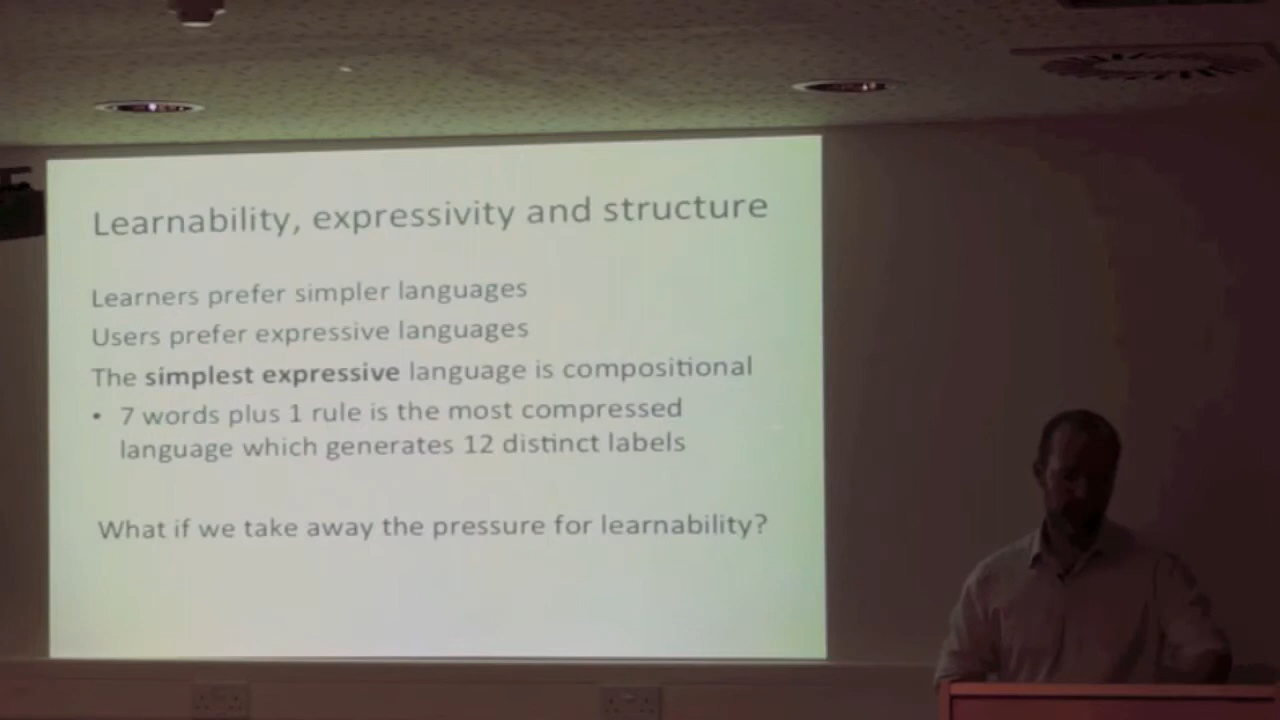 Learnability, expressivity and structure
Learners prefer simpler languages
Users prefer expressive languages
The simplest expressive language is compositional
• 7 words plus 1 rule is the most compressed
language which generates 12 distinct labels
What if we take away the pressure for learnability?